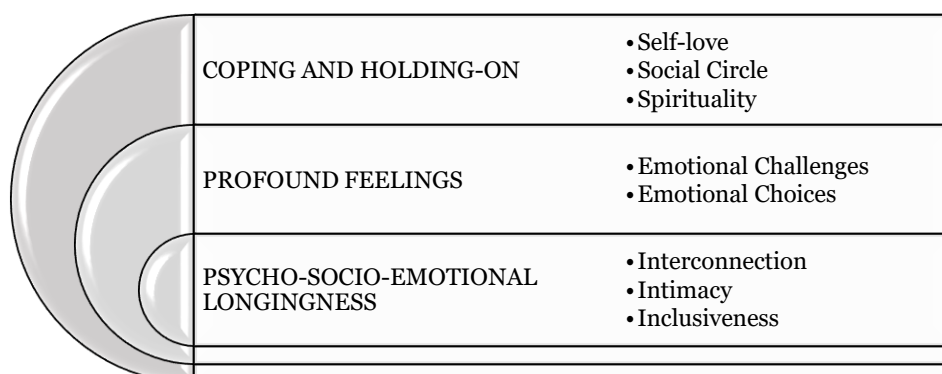 COPING AND HOLDING-ON
•Self-love
•Social Circle
•Spirituality
PROFOUND FEELINGS
•Emotional Challenges
•Emotional Choices
PSYCHO-SOCIO-EMOTIONAL
LONGINGNESS
•Interconnection
•Intimacy
•Inclusiveness